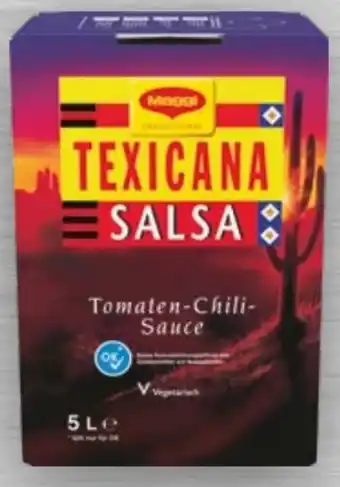 Maggi
TEXICANA
SALSA
Tomaten-Chili-
Sauce
OK
V Vegetarisch
5 L ℮